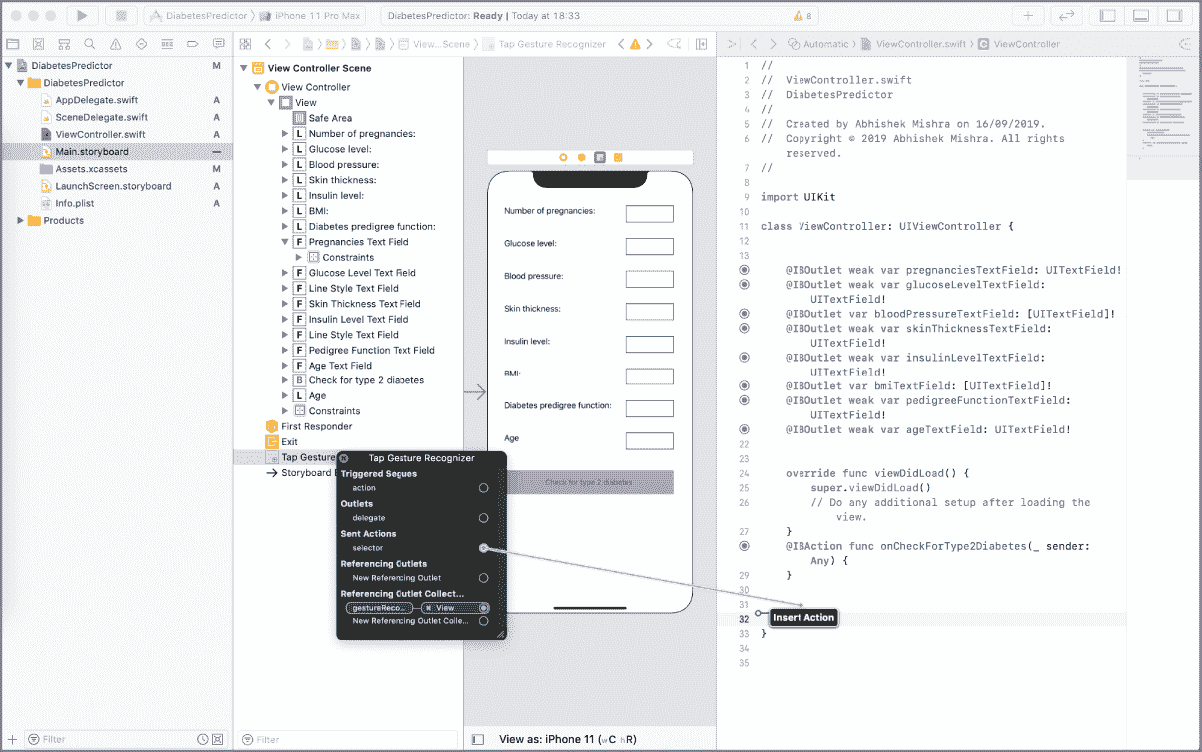 DiabetesPredictor 〉 iPhone 11 Pro Max
DiabetesPredictor: Ready | Today at 18:33
8
View...Scene 〉 Tap Gesture Recognizer
Automatic 〉 ViewController.swift 〉 C ViewController
DiabetesPredictor M
DiabetesPredictor
AppDelegate.swift A
SceneDelegate.swift A
ViewController.swift A
Main.storyboard —
Assets.xcassets M
LaunchScreen.storyboard A
Info.plist A
Products
Filter
View Controller Scene
View Controller
View
Safe Area
L Number of pregnancies:
L Glucose level:
L Blood pressure:
L Skin thickness:
L Insulin level:
L BMI:
L Diabetes predigree function:
F Pregnancies Text Field
Constraints
F Glucose Level Text Field
F Line Style Text Field
F Skin Thickness Text Field
F Insulin Level Text Field
F Line Style Text Field
F Pedigree Function Text Field
F Age Text Field
B Check for type 2 diabetes
L Age
Constraints
First Responder
Exit
Tap Gesture
Storyboard
Filter
Tap Gesture Recognizer
Triggered Segues
action
Outlets
delegate
Sent Actions
selector
Referencing Outlets
New Referencing Outlet
Referencing Outlet Collect...
gestureReco... View
New Referencing Outlet Colle...
Number of pregnancies:
Glucose level:
Blood pressure:
Skin thickness:
Insulin level:
BMI:
Diabetes predigree function:
Age
Check for type 2 diabetes
View as: iPhone 11 (wC hR)
1 //
2 // ViewController.swift
3 // DiabetesPredictor
4 //
5 // Created by Abhishek Mishra on 16/09/2019.
6 // Copyright © 2019 Abhishek Mishra. All rights
reserved.
7 //
8
9 import UIKit
10
11 class ViewController: UIViewController {
12
13
@IBOutlet weak var pregnanciesTextField: UITextField!
@IBOutlet weak var glucoseLevelTextField:
UITextField!
@IBOutlet var bloodPressureTextField: [UITextField]!
@IBOutlet weak var skinThicknessTextField:
UITextField!
@IBOutlet weak var insulinLevelTextField:
UITextField!
@IBOutlet var bmiTextField: [UITextField]!
@IBOutlet weak var pedigreeFunctionTextField:
UITextField!
@IBOutlet weak var ageTextField: UITextField!
22
23
24 override func viewDidLoad() {
25 super.viewDidLoad()
26 // Do any additional setup after loading the
view.
27 }
@IBAction func onCheckForType2Diabetes(_ sender:
Any) {
29 }
30
31
32 Insert Action
33 }
34
35